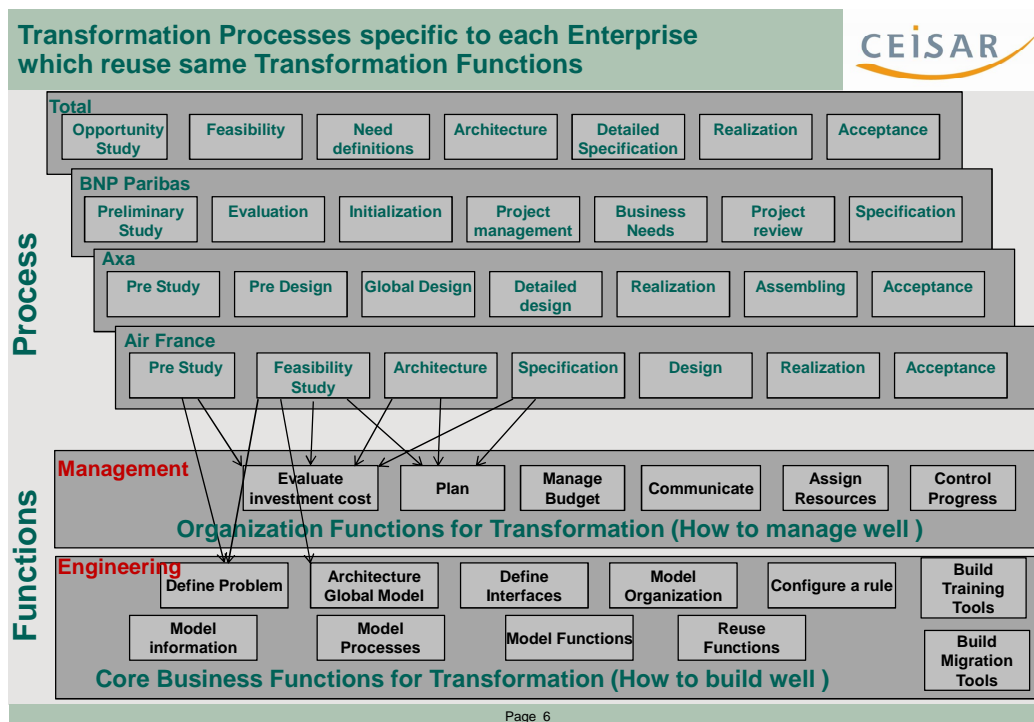 Transformation Processes specific to each Enterprise
which reuse same Transformation Functions
CEISAR
Process
Total
Opportunity
Study
Feasibility
Need
definitions
Architecture
Detailed
Specification
Realization
Acceptance
BNP Paribas
Preliminary
Study
Evaluation
Initialization
Project
management
Business
Needs
Project
review
Specification
Axa
Pre Study
Pre Design
Global Design
Detailed
design
Realization
Assembling
Acceptance
Air France
Pre Study
Feasibility
Study
Architecture
Specification
Design
Realization
Acceptance
Functions
Management
Evaluate
investment cost
Plan
Manage
Budget
Communicate
Assign
Resources
Control
Progress
Organization Functions for Transformation (How to manage well )
Engineering
Define Problem
Architecture
Global Model
Define
Interfaces
Model
Organization
Configure a rule
Build
Training
Tools
Model
information
Model
Processes
Model Functions
Reuse
Functions
Build
Migration
Tools
Core Business Functions for Transformation (How to build well )
Page 6